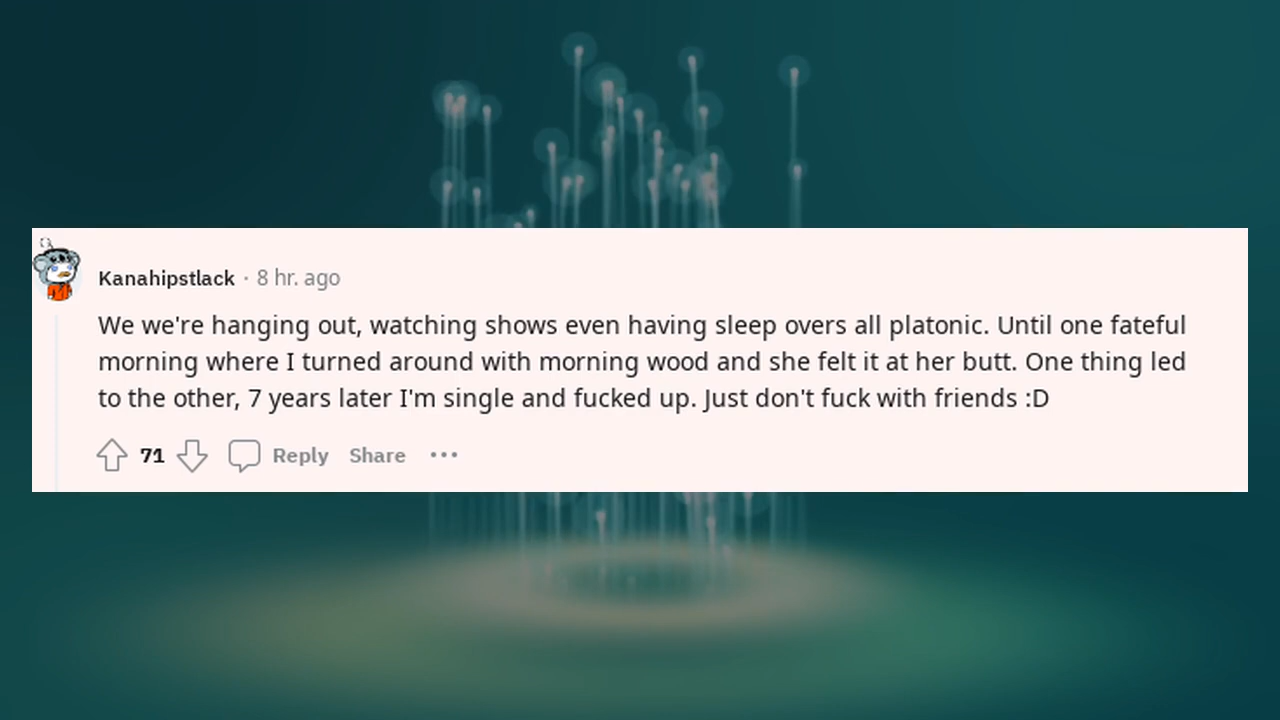 Kanahipstlack · 8 hr. ago
We we're hanging out, watching shows even having sleep overs all platonic. Until one fateful
morning where I turned around with morning wood and she felt it at her butt. One thing led
to the other, 7 years later I'm single and fucked up. Just don't fuck with friends :D
71 Reply Share •••